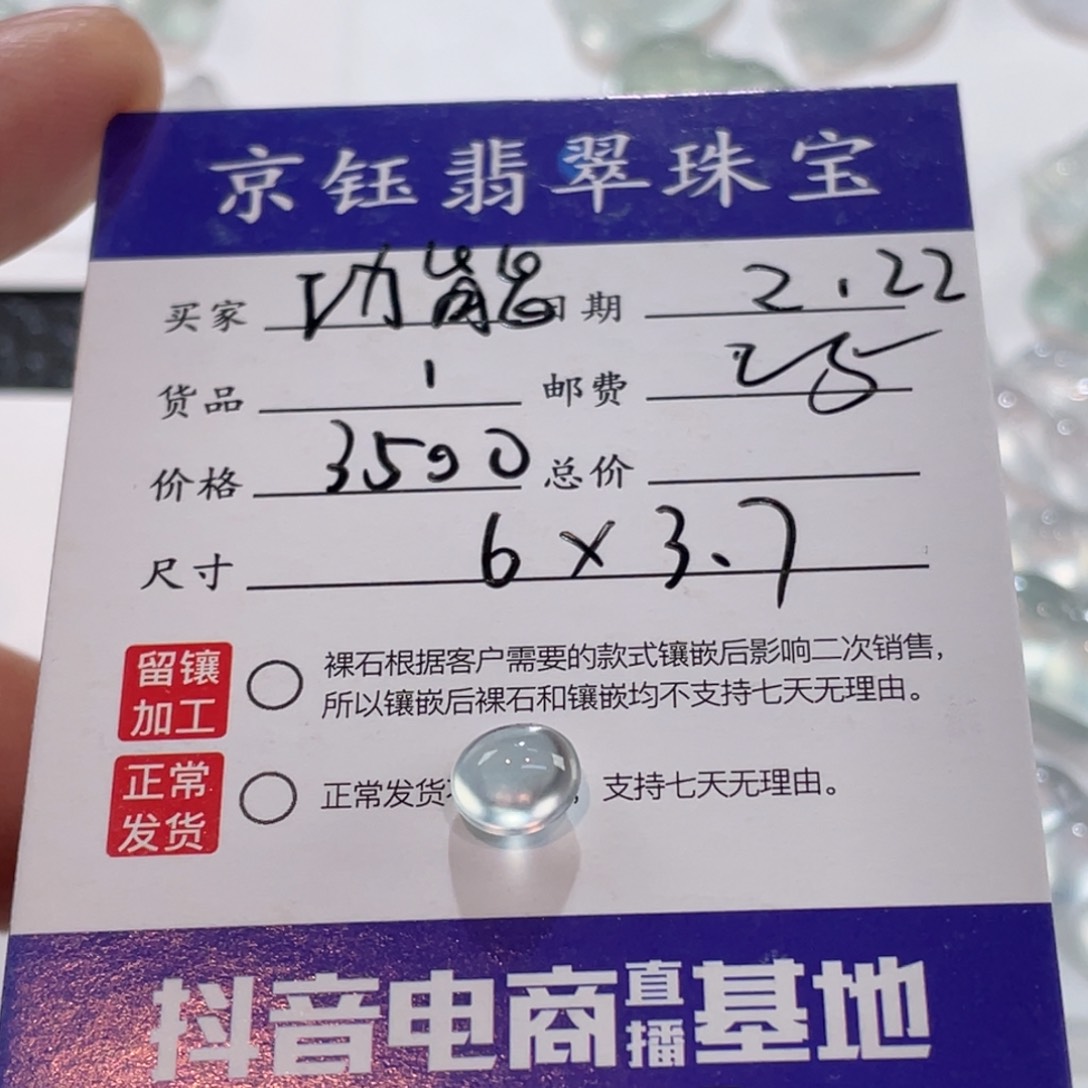 京钰翡翠珠宝
买家 功能 日期 2.22
货品 1 邮费 25
价格 3500 总价
尺寸 6×3.7
留镶加工 裸石根据客户需要的款式镶嵌后影响二次销售，
所以镶嵌后裸石和镶嵌均不支持七天无理由。
正常发货 正常发货 ，支持七天无理由。
抖音电商直播基地